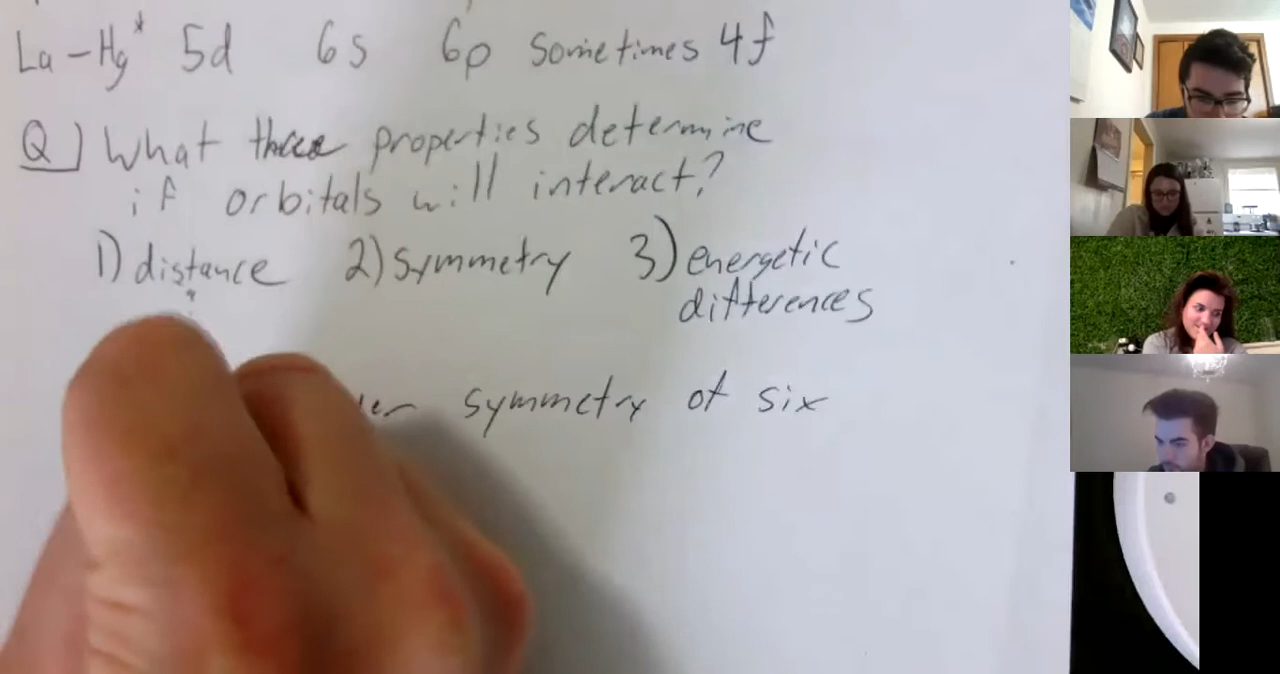 La-Hg* 5d 6s 6p sometimes 4f
Q] What three properties determine
if orbitals will interact?
1) distance 2) symmetry 3) energetic
differences
symmetry of six